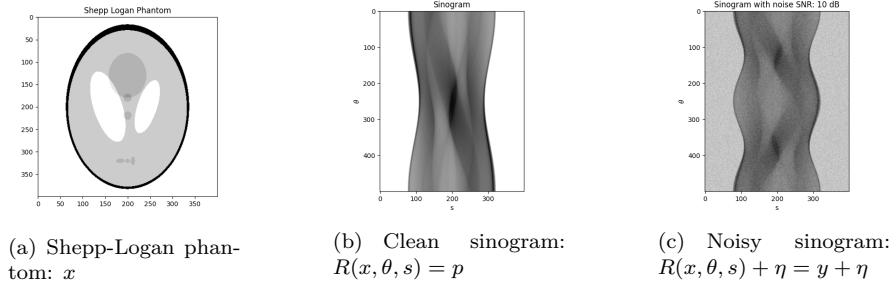 Shepp Logan Phantom
0
50
100
150
200
250
300
350
0 50 100 150 200 250 300 350
(a) Shepp-Logan phan-
tom: x
Sinogram
0
100
200
300
400
θ
0 100 200 300 400
s
(b) Clean sinogram:
R(x, θ, s) = p
Sinogram with noise SNR: 10 dB
0
100
200
300
400
θ
0 100 200 300 400
s
(c) Noisy sinogram:
R(x, θ, s) + η = y + η